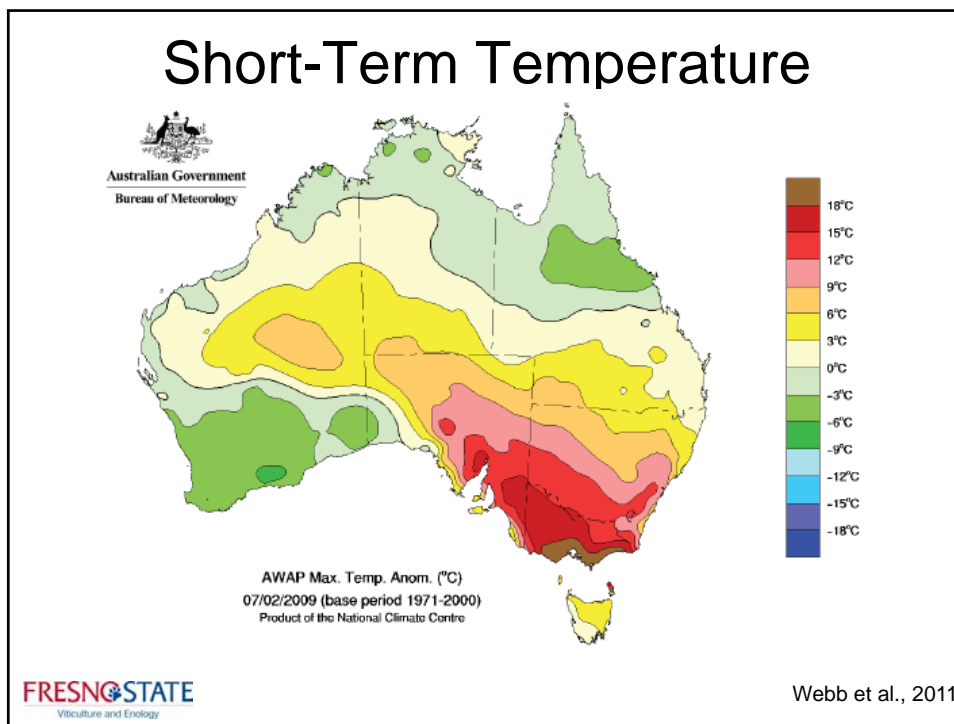 Short-Term Temperature
Australian Government
Bureau of Meteorology
18°C
15°C
12°C
9°C
6°C
3°C
0°C
-3°C
-6°C
-9°C
-12°C
-15°C
-18°C
AWAP Max. Temp. Anom. (°C)
07/02/2009 (base period 1971-2000)
Product of the National Climate Centre
FRESNO STATE
Viticulture and Enology
Webb et al., 2011